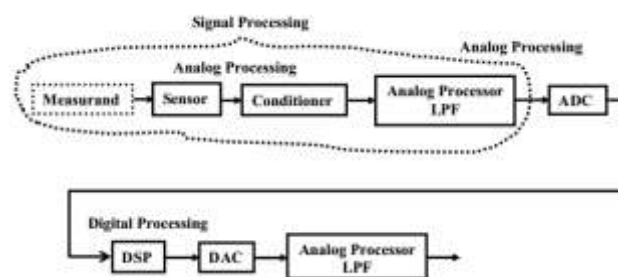 Signal Processing
Analog Processing
Analog Processing
Measurand
Sensor
Conditioner
Analog Processor
LPF
ADC
Digital Processing
DSP
DAC
Analog Processor
LPF